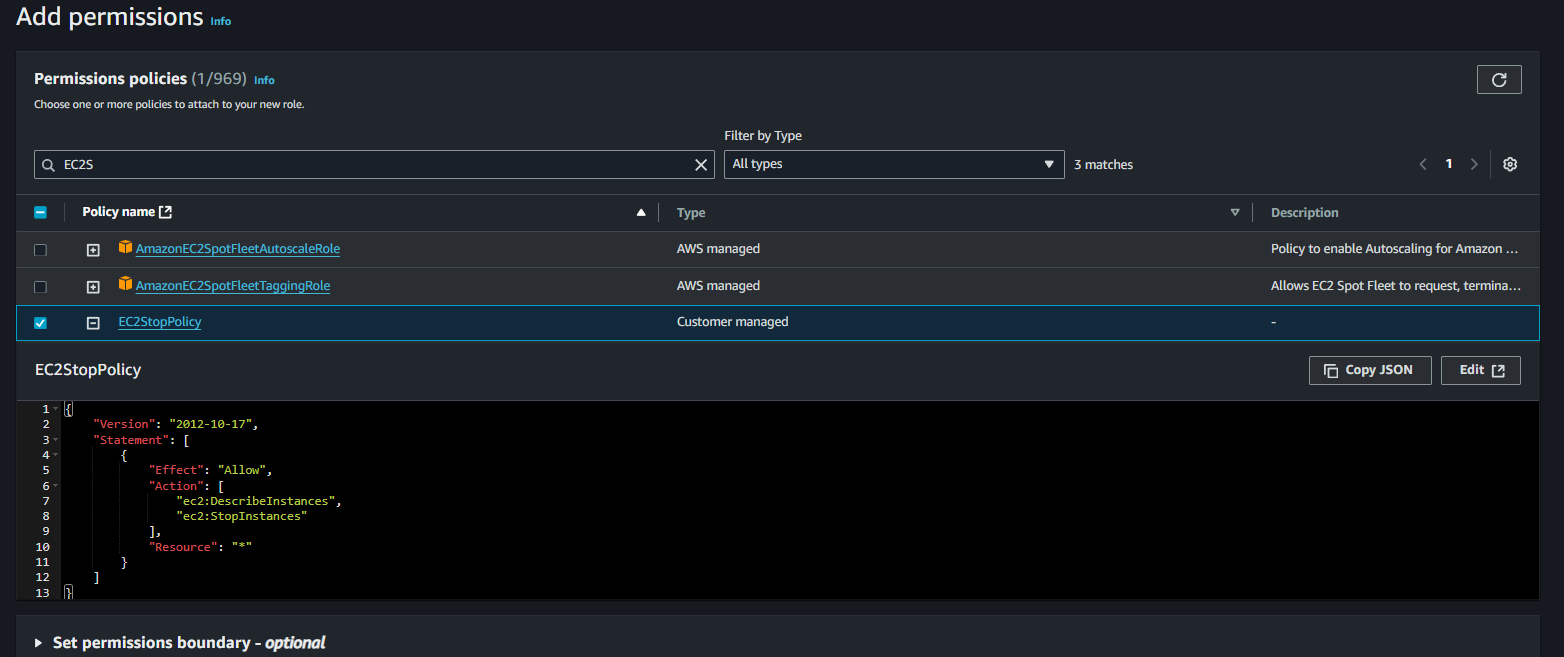 Add permissions Info
Permissions policies (1/969) Info
Choose one or more policies to attach to your new role.
Filter by Type
EC2S
All types
3 matches
1
Policy name
Type
Description
AmazonEC2SpotFleetAutoscaleRole
AWS managed
Policy to enable Autoscaling for Amazon ...
AmazonEC2SpotFleetTaggingRole
AWS managed
Allows EC2 Spot Fleet to request, termina...
EC2StopPolicy
Customer managed
-
EC2StopPolicy
Copy JSON
Edit
1 {
2 "Version": "2012-10-17",
3 "Statement": [
4 {
5 "Effect": "Allow",
6 "Action": [
7 "ec2:DescribeInstances",
8 "ec2:StopInstances"
9 ],
10 "Resource": "*"
11 }
12 ]
13 }
Set permissions boundary - optional